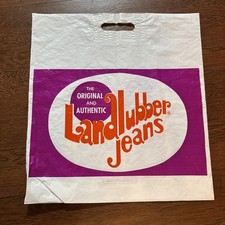 THE
ORIGINAL
AND
AUTHENTIC
Landlubber
jeans